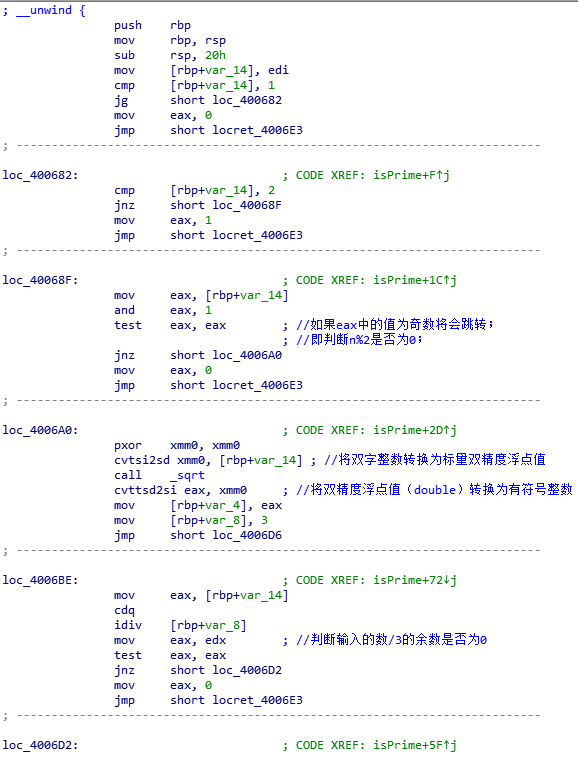 ; __unwind {
push rbp
mov rbp, rsp
sub rsp, 20h
mov [rbp+var_14], edi
cmp [rbp+var_14], 1
jg short loc_400682
mov eax, 0
jmp short locret_4006E3
; ---------------------------------------------------------------------------
loc_400682: ; CODE XREF: isPrime+F↑j
cmp [rbp+var_14], 2
jnz short loc_40068F
mov eax, 1
jmp short locret_4006E3
; ---------------------------------------------------------------------------
loc_40068F: ; CODE XREF: isPrime+1C↑j
mov eax, [rbp+var_14]
and eax, 1
test eax, eax ; //如果eax中的值为奇数将会跳转;
; //即判断n%2是否为0;
jnz short loc_4006A0
mov eax, 0
jmp short locret_4006E3
; ---------------------------------------------------------------------------
loc_4006A0: ; CODE XREF: isPrime+2D↑j
pxor xmm0, xmm0
cvtsi2sd xmm0, [rbp+var_14] ; //将双字整数转换为标量双精度浮点值
call _sqrt
cvttsd2si eax, xmm0 ; //将双精度浮点值（double）转换为有符号整数
mov [rbp+var_4], eax
mov [rbp+var_8], 3
jmp short loc_4006D6
; ---------------------------------------------------------------------------
loc_4006BE: ; CODE XREF: isPrime+72↓j
mov eax, [rbp+var_14]
cdq
idiv [rbp+var_8]
mov eax, edx ; //判断输入的数/3的余数是否为0
test eax, eax
jnz short loc_4006D2
mov eax, 0
jmp short locret_4006E3
; ---------------------------------------------------------------------------
loc_4006D2: ; CODE XREF: isPrime+5F↑j